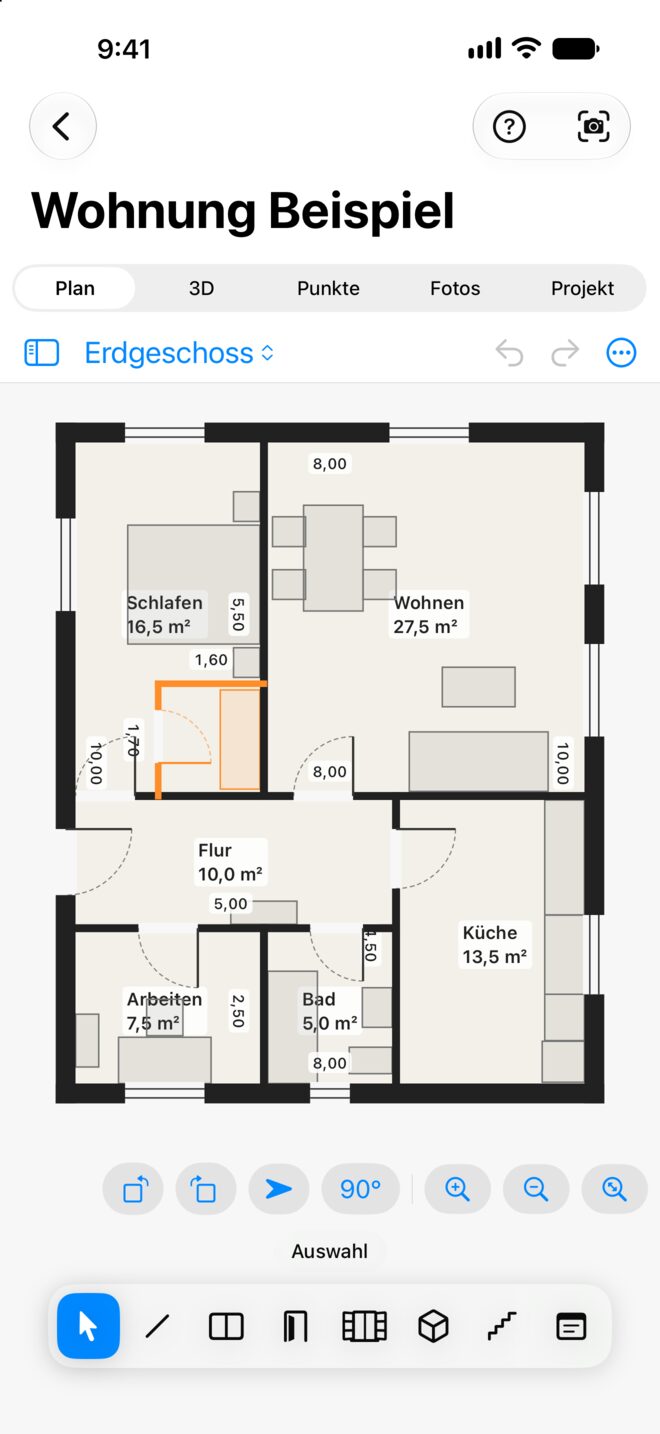 9:41
Wohnung Beispiel
Plan
3D
Punkte
Fotos
Projekt
Erdgeschoss
8,00
Schlafen
16,5 m²
5,50
Wohnen
27,5 m²
1,60
1,70
10,00
8,00
10,00
Flur
10,0 m²
5,00
Küche
13,5 m²
Arbeiten
7,5 m²
2,50
Bad
5,0 m²
8,00
90°
Auswahl